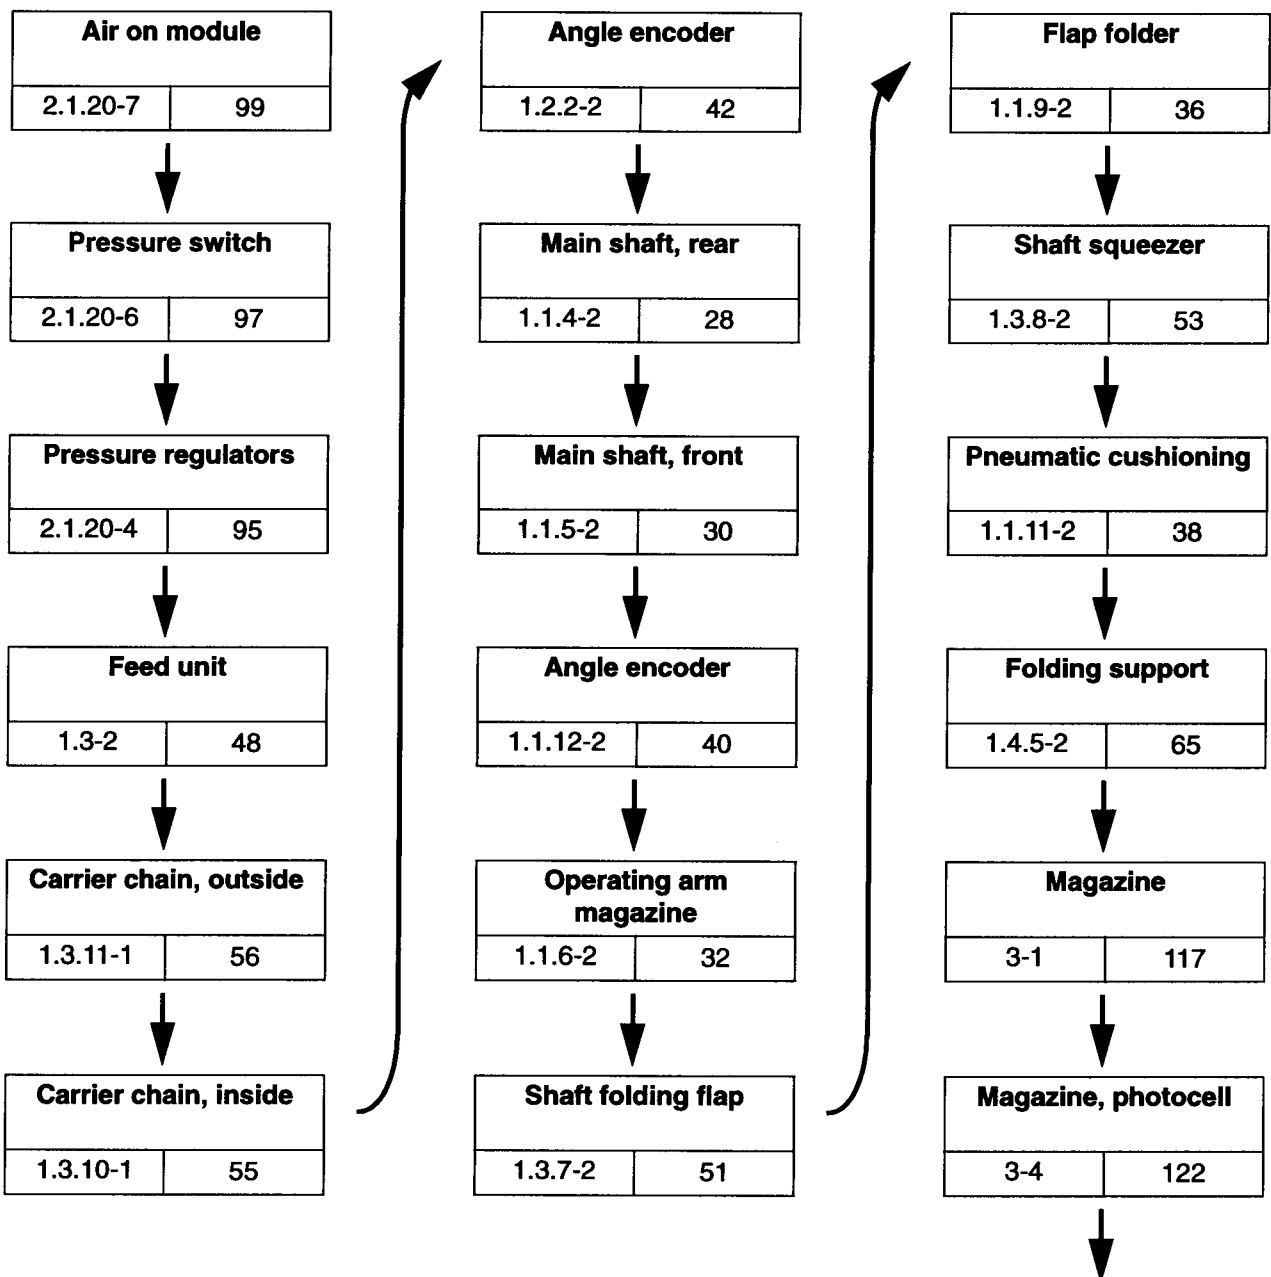 Air on module
2.1.20-7 99
Pressure switch
2.1.20-6 97
Pressure regulators
2.1.20-4 95
Feed unit
1.3-2 48
Carrier chain, outside
1.3.11-1 56
Carrier chain, inside
1.3.10-1 55
Angle encoder
1.2.2-2 42
Main shaft, rear
1.1.4-2 28
Main shaft, front
1.1.5-2 30
Angle encoder
1.1.12-2 40
Operating arm
magazine
1.1.6-2 32
Shaft folding flap
1.3.7-2 51
Flap folder
1.1.9-2 36
Shaft squeezer
1.3.8-2 53
Pneumatic cushioning
1.1.11-2 38
Folding support
1.4.5-2 65
Magazine
3-1 117
Magazine, photocell
3-4 122